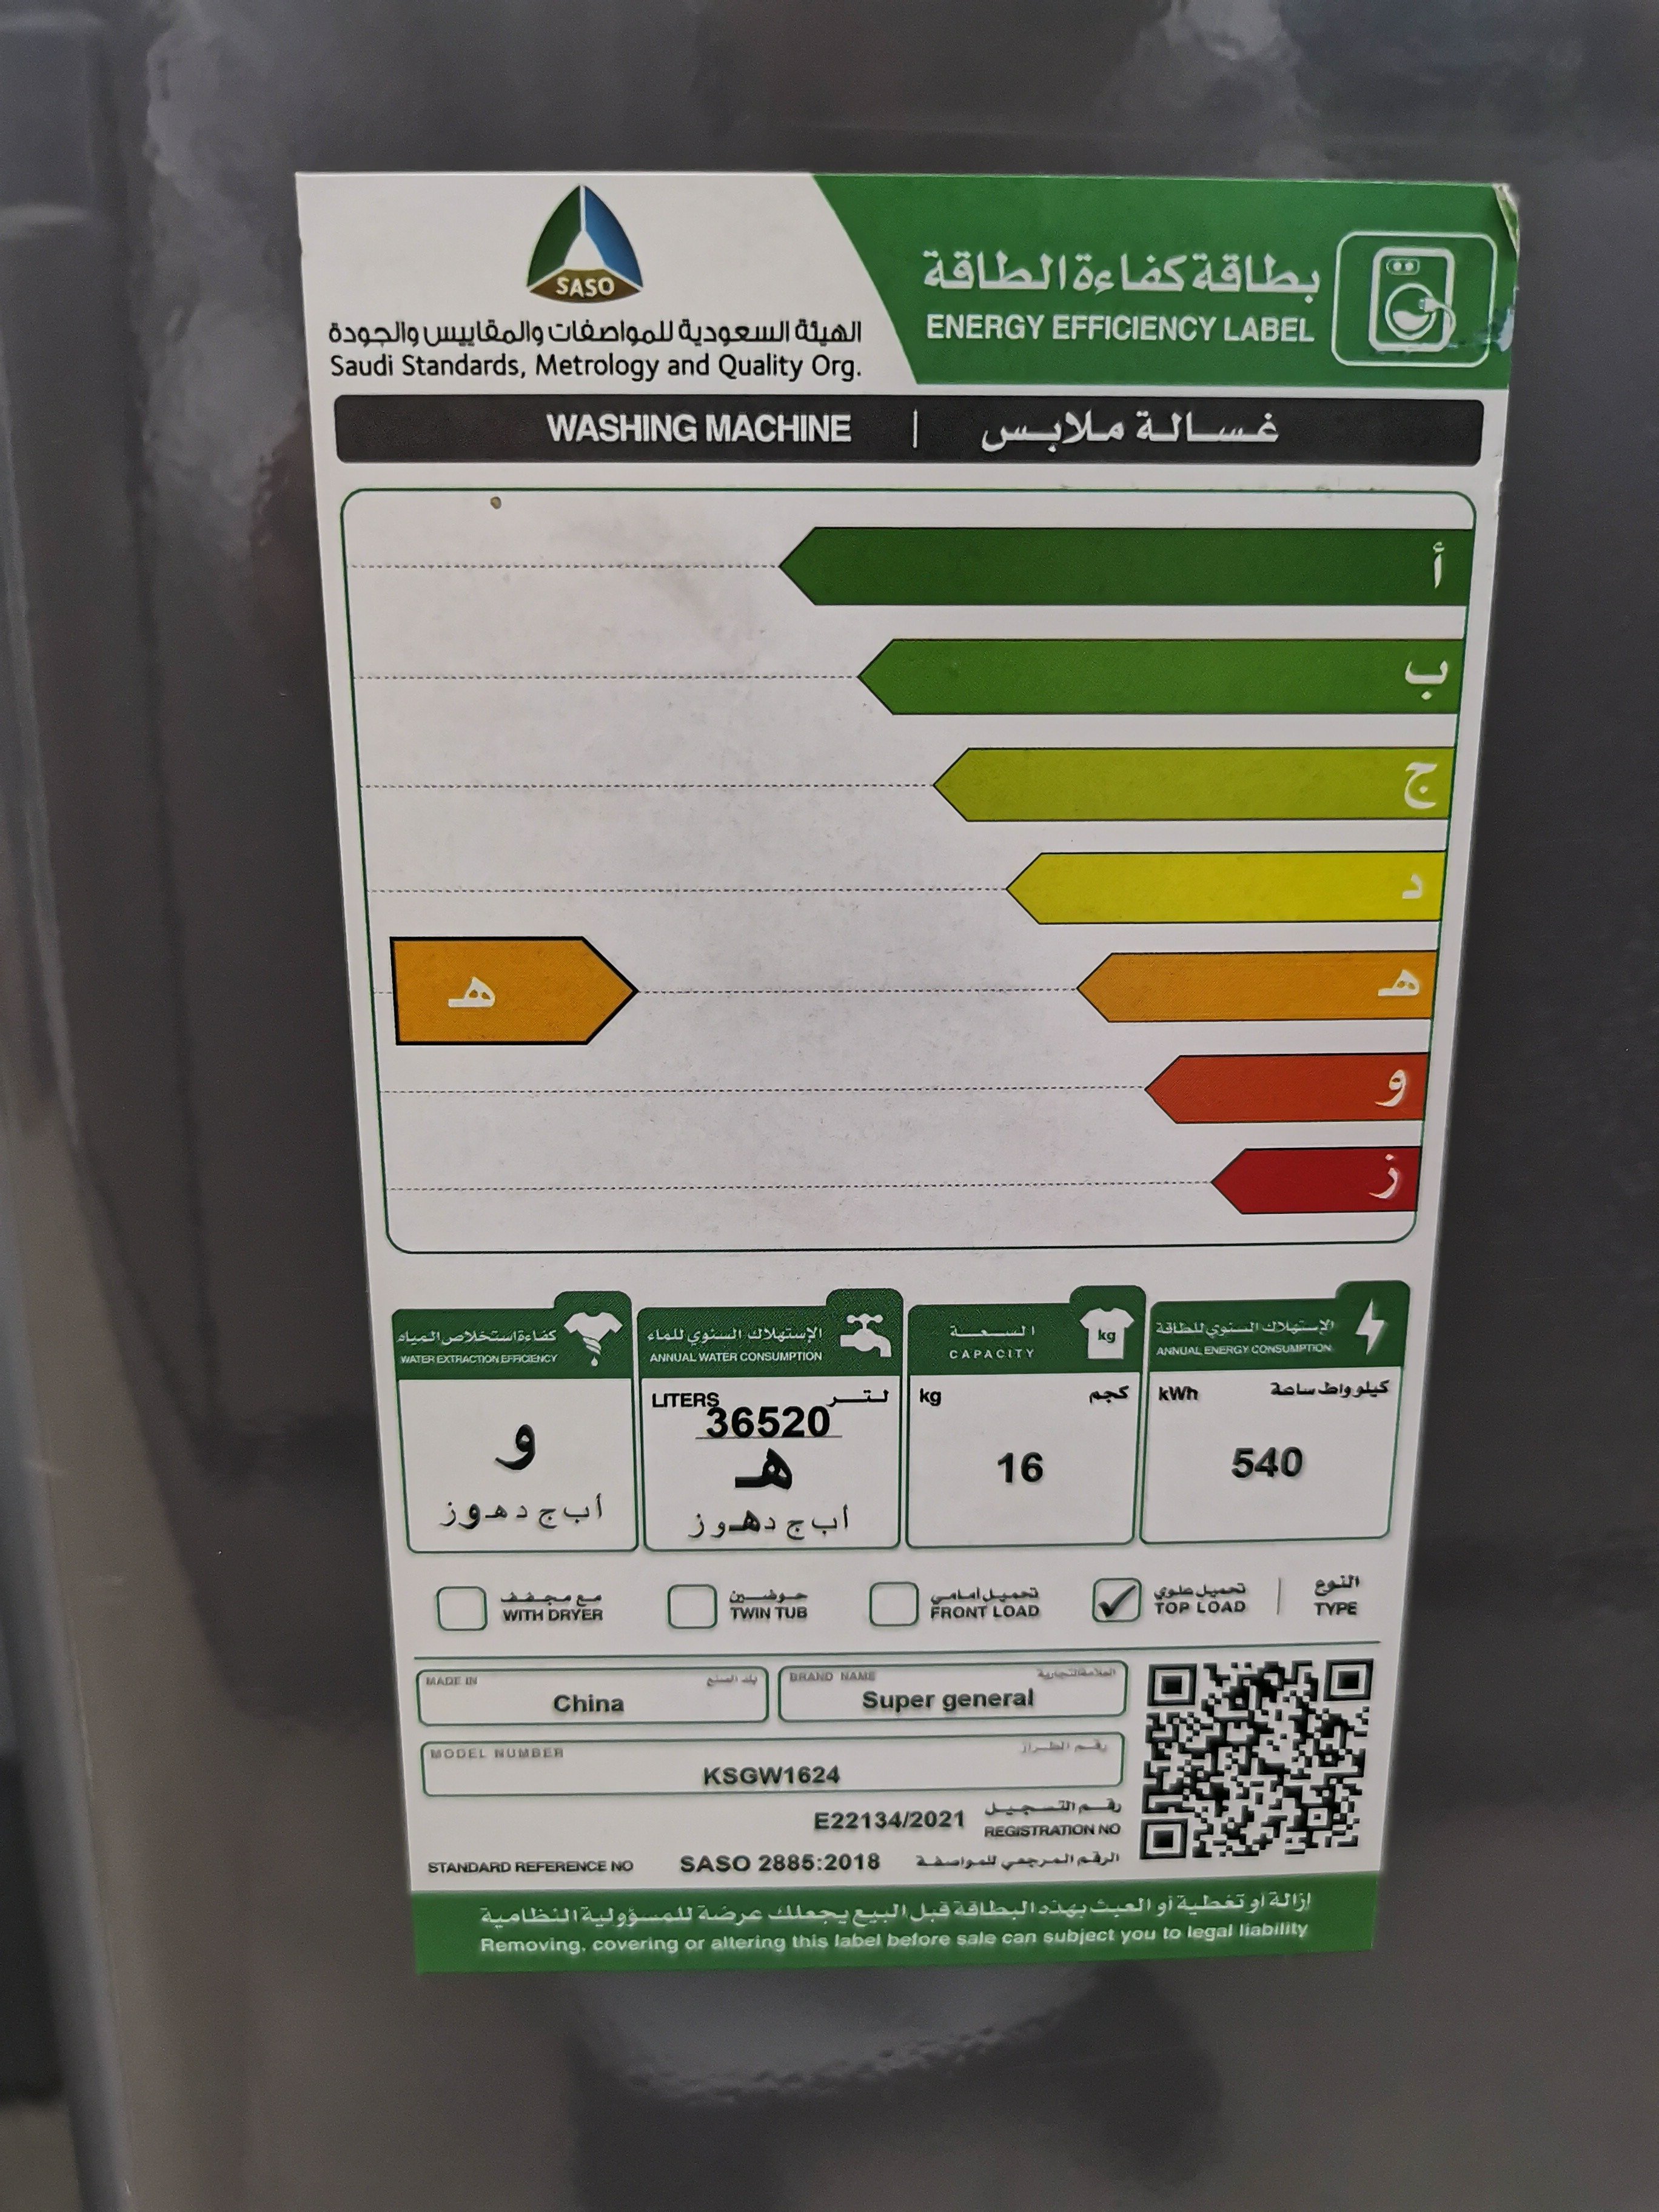 SASO
الهيئة السعودية للمواصفات والمقاييس والجودة
Saudi Standards, Metrology and Quality Org.
بطاقة كفاءة الطاقة
ENERGY EFFICIENCY LABEL
WASHING MACHINE | غسالة ملابس
أ
ب
ج
د
هـ
هـ
و
ز
الإستهلاك السنوي للطاقة
ANNUAL ENERGY CONSUMPTION
kWh كيلو واط ساعة
540
السعة
CAPACITY
kg
kg كجم
16
الإستهلاك السنوي للماء
ANNUAL WATER CONSUMPTION
LITERS لتر
36520
هـ
أ ب ج د هـ و ز
كفاءة استخلاص المياه
WATER EXTRACTION EFFICIENCY
و
أ ب ج د هـ و ز
النوع
TYPE
تحميل علوي
TOP LOAD
تحميل أمامي
FRONT LOAD
حوضين
TWIN TUB
مع مجفف
WITH DRYER
MADE IN بلد الصنع
China
BRAND NAME العلامة التجارية
Super general
MODEL NUMBER رقم الطراز
KSGW1624
E22134/2021 رقم التسجيل
REGISTRATION NO
STANDARD REFERENCE NO SASO 2885:2018 الرقم المرجعي للمواصفة
إزالة أو تغطية أو العبث بهذه البطاقة قبل البيع يجعلك عرضة للمسؤولية النظامية
Removing, covering or altering this label before sale can subject you to legal liability